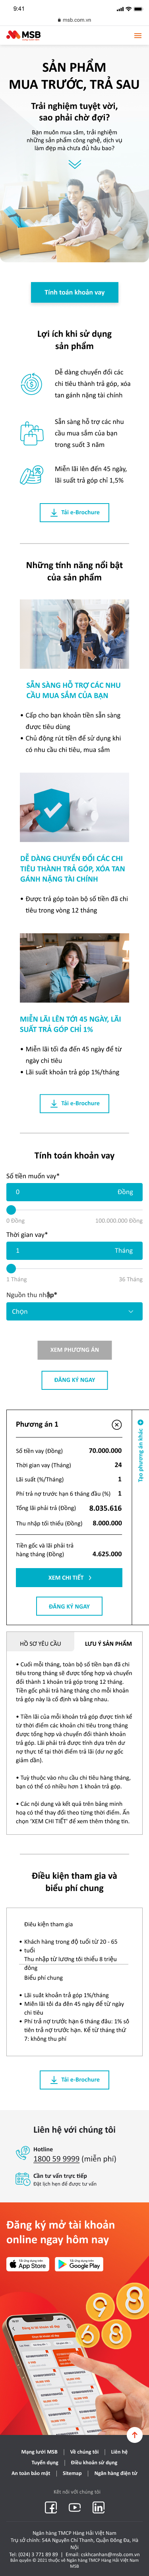 9:41
msb.com.vn
MSB
SẢN PHẨM
MUA TRƯỚC, TRẢ SAU
Trải nghiệm tuyệt vời,
sao phải chờ đợi?
Bạn muốn mua sắm, trải nghiệm
những sản phẩm công nghệ, dịch vụ
làm đẹp mà chưa đủ hầu bao?
Tính toán khoản vay
Lợi ích khi sử dụng
sản phẩm
Dễ dàng chuyển đổi các
chi tiêu thành trả góp, xóa
tan gánh nặng tài chính
Sẵn sàng hỗ trợ các nhu
cầu mua sắm của bạn
trong suốt 3 năm
Miễn lãi lên đến 45 ngày,
lãi suất trả góp chỉ 1,5%
Tải e-Brochure
Những tính năng nổi bật
của sản phẩm
SẴN SÀNG HỖ TRỢ CÁC NHU
CẦU MUA SẮM CỦA BẠN
• Cấp cho bạn khoản tiền sẵn sàng
được tiêu dùng
• Chủ động rút tiền để sử dụng khi
có nhu cầu chi tiêu, mua sắm
DỄ DÀNG CHUYỂN ĐỔI CÁC CHI
TIÊU THÀNH TRẢ GÓP, XÓA TAN
GÁNH NẶNG TÀI CHÍNH
• Được trả góp toàn bộ số tiền đã chi
tiêu trong vòng 12 tháng
MIỄN LÃI LÊN TỚI 45 NGÀY, LÃI
SUẤT TRẢ GÓP CHỈ 1%
• Miễn lãi tối đa đến 45 ngày để từ
ngày chi tiêu
• Lãi suất khoản trả góp 1%/tháng
Tải e-Brochure
Tính toán khoản vay
Số tiền muốn vay*
0 Đồng
0 Đồng 100.000.000 Đồng
Thời gian vay*
1 Tháng
1 Tháng 36 Tháng
Nguồn thu nhập*
Chọn
XEM PHƯƠNG ÁN
ĐĂNG KÝ NGAY
Phương án 1
Tạo phương án khác
Số tiền vay (Đồng) 70.000.000
Thời gian vay (Tháng) 24
Lãi suất (%/Tháng) 1
Phí trả nợ trước hạn 6 tháng đầu (%) 1
Tổng lãi phải trả (Đồng) 8.035.616
Thu nhập tối thiểu (Đồng) 8.000.000
Tiền gốc và lãi phải trả
hàng tháng (Đồng) 4.625.000
XEM CHI TIẾT
ĐĂNG KÝ NGAY
HỒ SƠ YÊU CẦU LƯU Ý SẢN PHẨM
• Cuối mỗi tháng, toàn bộ số tiền bạn đã chi
tiêu trong tháng sẽ được tổng hợp và chuyển
đổi thành 1 khoản trả góp trong 12 tháng.
Tiền gốc phải trả hàng tháng cho mỗi khoản
trả góp này là cố định và bằng nhau.
• Tiền lãi của mỗi khoản trả góp được tính kể
từ thời điểm các khoản chi tiêu trong tháng
được tổng hợp và chuyển đổi thành khoản
trả góp. Lãi phải trả được tính dựa trên dư
nợ thực tế tại thời điểm trả lãi (dư nợ gốc
giảm dần).
• Tuỳ thuộc vào nhu cầu chi tiêu hàng tháng,
bạn có thể có nhiều hơn 1 khoản trả góp.
• Các nội dung và kết quả trên bảng minh
hoạ có thể thay đổi theo từng thời điểm. Ấn
chọn 'XEM CHI TIẾT' để xem thêm thông tin.
Điều kiện tham gia và
biểu phí chung
Điêu kiện tham gia
• Khách hàng trong độ tuổi từ 20 - 65
tuổi
• Thu nhập từ lương tối thiểu 8 triệu
đồng
Biểu phí chung
• Lãi suât khoản trả góp 1%/tháng
• Miễn lãi tối đa đến 45 ngày để từ ngày
chi tiêu
• Phí trả nợ trước hạn 6 tháng đầu: 1% số
tiền trả nợ trước hạn. Kể từ tháng thứ
7: không thu phí
Tải e-Brochure
Liên hệ với chúng tôi
Hotline
1800 59 9999 (miễn phí)
Cần tư vấn trực tiếp
Đặt lịch hẹn để được tư vấn
Đăng ký mở tài khoản
online ngay hôm nay
App Store
Google Play
Mạng lưới MSB | Về chúng tôi | Liên hệ
Tuyển dụng | Điều khoản sử dụng
An toàn bảo mật | Sitemap | Ngân hàng điện tử
Kết nối với chúng tôi
Ngân hàng TMCP Hàng Hải Việt Nam
Trụ sở chính: 54A Nguyễn Chí Thanh, Quận Đống Đa, Hà
Nội
Tel: (024) 3 771 89 89 | Email: cskhcanhan@msb.com.vn
Bản quyền © 2021 thuộc về Ngân hàng TMCP Hàng Hải Việt Nam
MSB